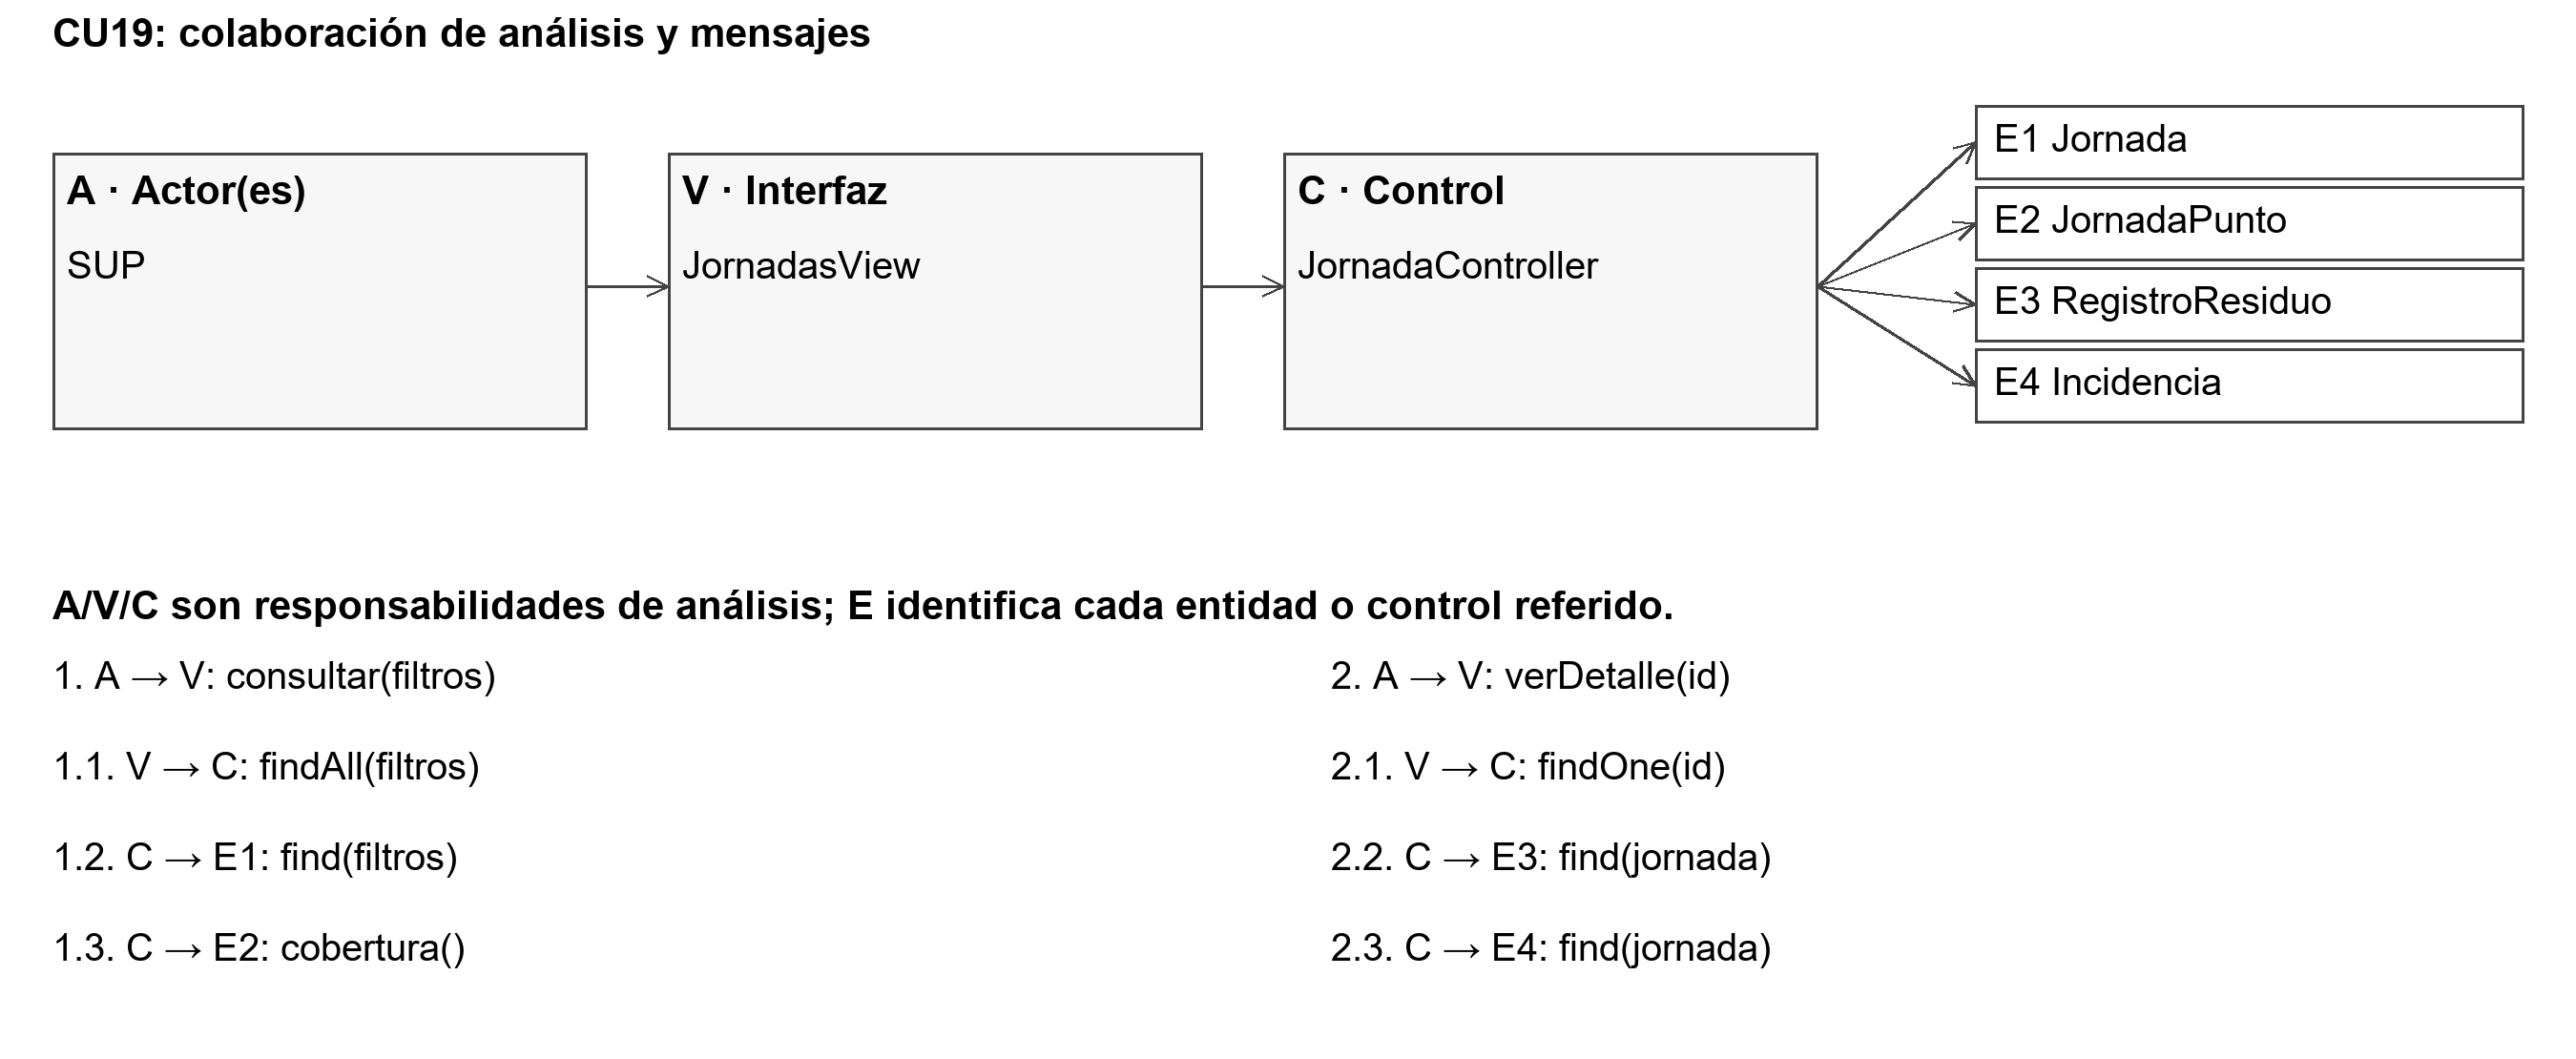 CU19: colaboración de análisis y mensajes
A · Actor(es)
SUP
V · Interfaz
JornadasView
C · Control
JornadaController
E1 Jornada
E2 JornadaPunto
E3 RegistroResiduo
E4 Incidencia
A/V/C son responsabilidades de análisis; E identifica cada entidad o control referido.
1. A → V: consultar(filtros)
1.1. V → C: findAll(filtros)
1.2. C → E1: find(filtros)
1.3. C → E2: cobertura()
2. A → V: verDetalle(id)
2.1. V → C: findOne(id)
2.2. C → E3: find(jornada)
2.3. C → E4: find(jornada)